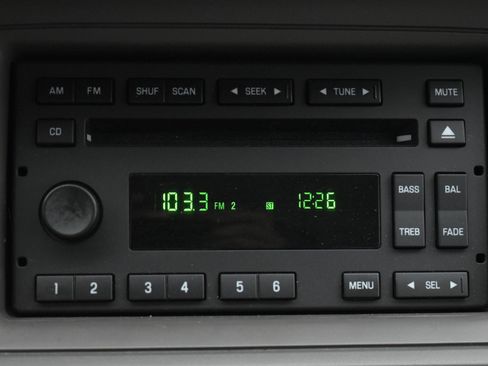 AM FM SHUF SCAN ◄ SEEK ► ◄ TUNE ► MUTE
CD
103.3 FM 2 12:26 BASS BAL
TREB FADE
1 2 3 4 5 6 MENU ◄ SEL ►